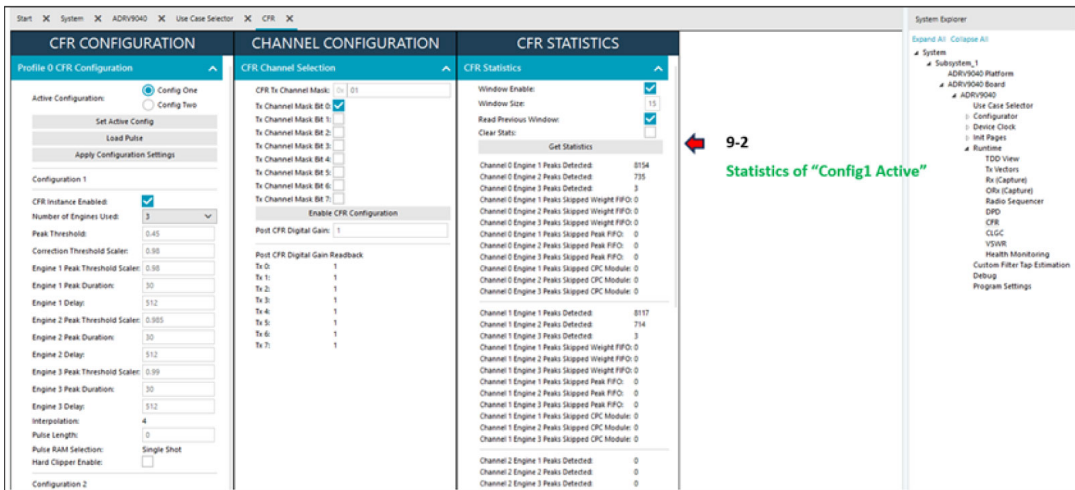 Start X System X ADRV9040 X Use Case Selector X CFR X
CFR CONFIGURATION
Profile 0 CFR Configuration
Active Configuration:
Config One
Config Two
Set Active Config
Load Pulse
Apply Configuration Settings
Configuration 1
CFR Instance Enabled:
Number of Engines Used: 3
Peak Threshold: 0.45
Correction Threshold Scaler: 0.98
Engine 1 Peak Threshold Scaler: 0.98
Engine 1 Peak Duration: 30
Engine 1 Delay: 512
Engine 2 Peak Threshold Scaler: 0.985
Engine 2 Peak Duration: 30
Engine 2 Delay: 512
Engine 3 Peak Threshold Scaler: 0.99
Engine 3 Peak Duration: 30
Engine 3 Delay: 512
Interpolation: 4
Pulse Length: 0
Pulse RAM Selection: Single Shot
Hard Clipper Enable:
Configuration 2
CHANNEL CONFIGURATION
CFR Channel Selection
CFR Tx Channel Mask: 0x 01
Tx Channel Mask Bit 0:
Tx Channel Mask Bit 1:
Tx Channel Mask Bit 2:
Tx Channel Mask Bit 3:
Tx Channel Mask Bit 4:
Tx Channel Mask Bit 5:
Tx Channel Mask Bit 6:
Tx Channel Mask Bit 7:
Enable CFR Configuration
Post CFR Digital Gain: 1
Post CFR Digital Gain Readback
Tx 0: 1
Tx 1: 1
Tx 2: 1
Tx 3: 1
Tx 4: 1
Tx 5: 1
Tx 6: 1
Tx 7: 1
CFR STATISTICS
CFR Statistics
Window Enable:
Window Size: 15
Read Previous Window:
Clear Stats:
Get Statistics
Channel 0 Engine 1 Peaks Detected: 8154
Channel 0 Engine 2 Peaks Detected: 735
Channel 0 Engine 3 Peaks Detected: 3
Channel 0 Engine 1 Peaks Skipped Weight FIFO: 0
Channel 0 Engine 2 Peaks Skipped Weight FIFO: 0
Channel 0 Engine 3 Peaks Skipped Weight FIFO: 0
Channel 0 Engine 1 Peaks Skipped Peak FIFO: 0
Channel 0 Engine 2 Peaks Skipped Peak FIFO: 0
Channel 0 Engine 3 Peaks Skipped Peak FIFO: 0
Channel 0 Engine 1 Peaks Skipped CPC Module: 0
Channel 0 Engine 2 Peaks Skipped CPC Module: 0
Channel 0 Engine 3 Peaks Skipped CPC Module: 0
Channel 1 Engine 1 Peaks Detected: 8117
Channel 1 Engine 2 Peaks Detected: 714
Channel 1 Engine 3 Peaks Detected: 3
Channel 1 Engine 1 Peaks Skipped Weight FIFO: 0
Channel 1 Engine 2 Peaks Skipped Weight FIFO: 0
Channel 1 Engine 3 Peaks Skipped Weight FIFO: 0
Channel 1 Engine 1 Peaks Skipped Peak FIFO: 0
Channel 1 Engine 2 Peaks Skipped Peak FIFO: 0
Channel 1 Engine 3 Peaks Skipped Peak FIFO: 0
Channel 1 Engine 1 Peaks Skipped CPC Module: 0
Channel 1 Engine 2 Peaks Skipped CPC Module: 0
Channel 1 Engine 3 Peaks Skipped CPC Module: 0
Channel 2 Engine 1 Peaks Detected: 0
Channel 2 Engine 2 Peaks Detected: 0
Channel 2 Engine 3 Peaks Detected: 0
9-2
Statistics of “Config1 Active”
System Explorer
Expand All Collapse All
System
Subsystem_1
ADRV9040 Platform
ADRV9040 Board
ADRV9040
Use Case Selector
Configurator
Device Clock
Init Pages
Runtime
TDD View
Tx Vectors
Rx (Capture)
ORx (Capture)
Radio Sequencer
DPD
CFR
CLGC
VSWR
Health Monitoring
Custom Filter Tap Estimation
Debug
Program Settings